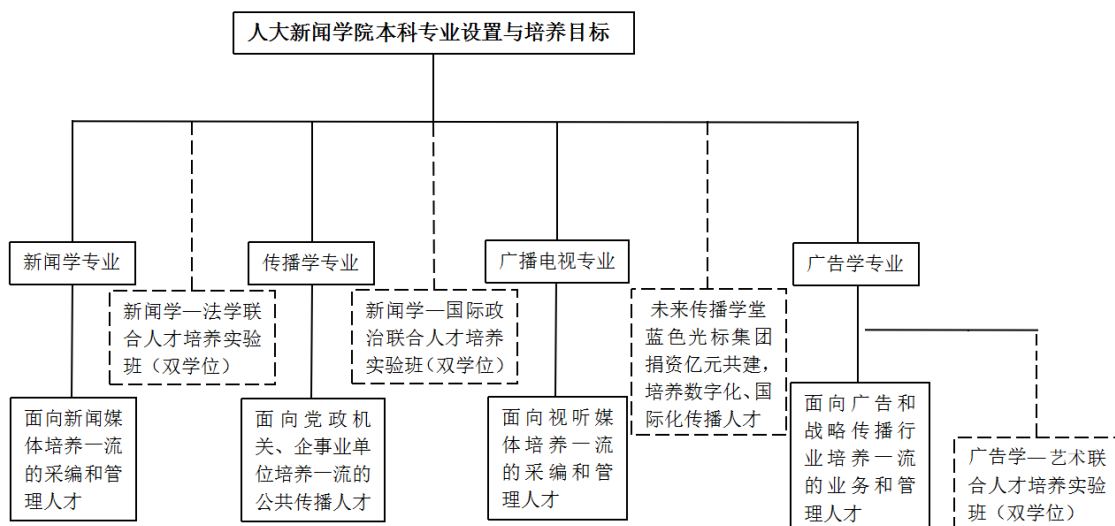 人大新闻学院本科专业设置与培养目标
新闻学专业
传播学专业
广播电视专业
广告学专业
新闻学—法学联
合人才培养实验
班（双学位）
新闻学—国际政
治联合人才培养
实验班（双学位）
未来传播学堂
蓝色光标集团
捐资亿元共建，
培养数字化、国
际化传播人才
面向新闻媒
体培养一流
的采编和管
理人才
面向党政机
关、企事业单
位培养一流的
公共传播人才
面向视听媒
体培养一流
的采编和管
理人才
面向广告和
战略传播行
业培养一流
的业务和管
理人才
广告学—艺术联
合人才培养实验
班（双学位）